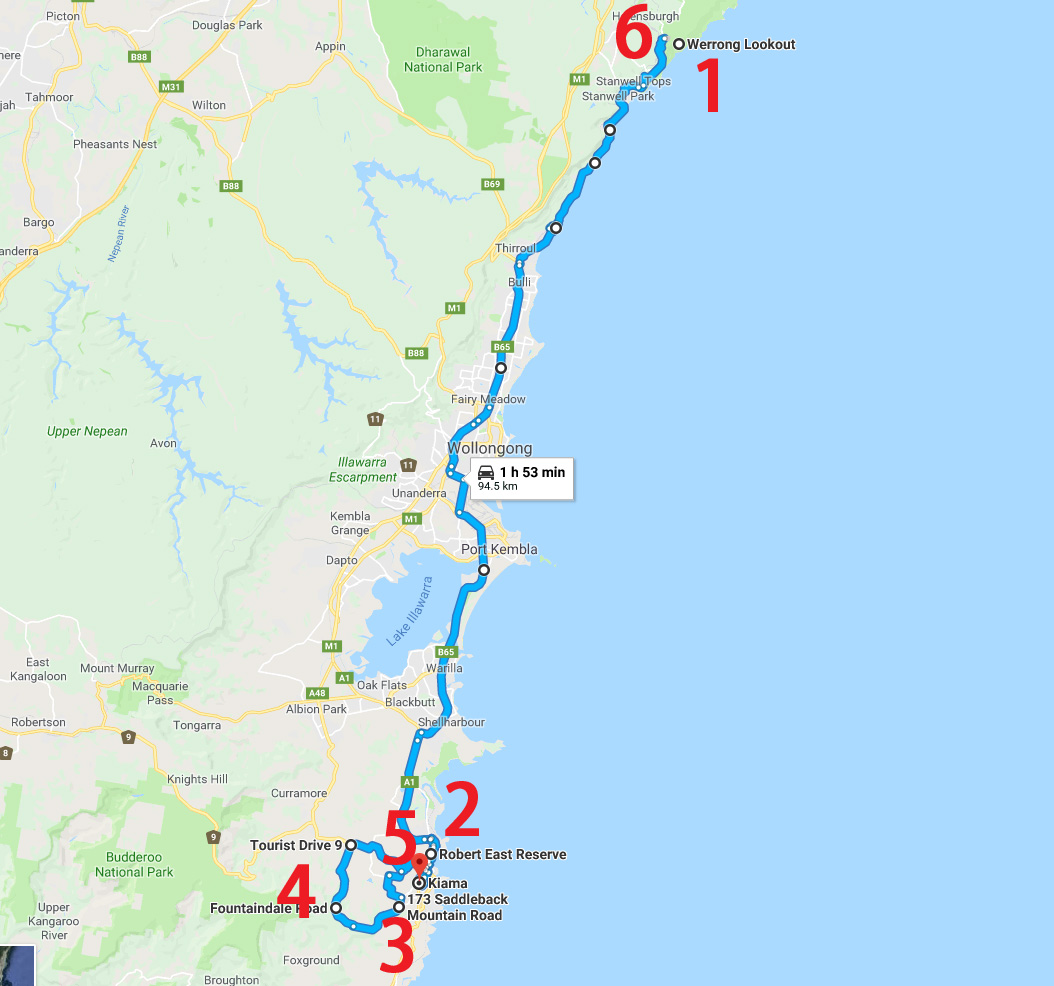 Picton
Douglas Park
Helensburgh
6
Werrong Lookout
1
Appin
Dharawal
National Park
B88
M31
M1
Stanwell Tops
Stanwell Park
Tahmoor
Wilton
Pheasants Nest
B88
B69
Bargo
Nepean River
Thirroul
Bulli
M1
B65
B88
Fairy Meadow
11
Upper Nepean
Avon
Wollongong
Illawarra
Escarpment
11
1 h 53 min
94.5 km
Unanderra
Kembla
Grange
M1
Port Kembla
Dapto
Lake Illawarra
M1
B65
East
Kangaloon
Mount Murray
Warilla
A1
Oak Flats
Macquarie
Pass
A48
Blackbutt
Albion Park
Robertson
Tongarra
Shellharbour
9
8
Knights Hill
A1
Curramore
2
5
9
Tourist Drive 9
Robert East Reserve
Budderoo
National Park
4
Kiama
173 Saddleback
Mountain Road
Fountaindale Road
Upper
Kangaroo
River
3
Foxground
Broughton